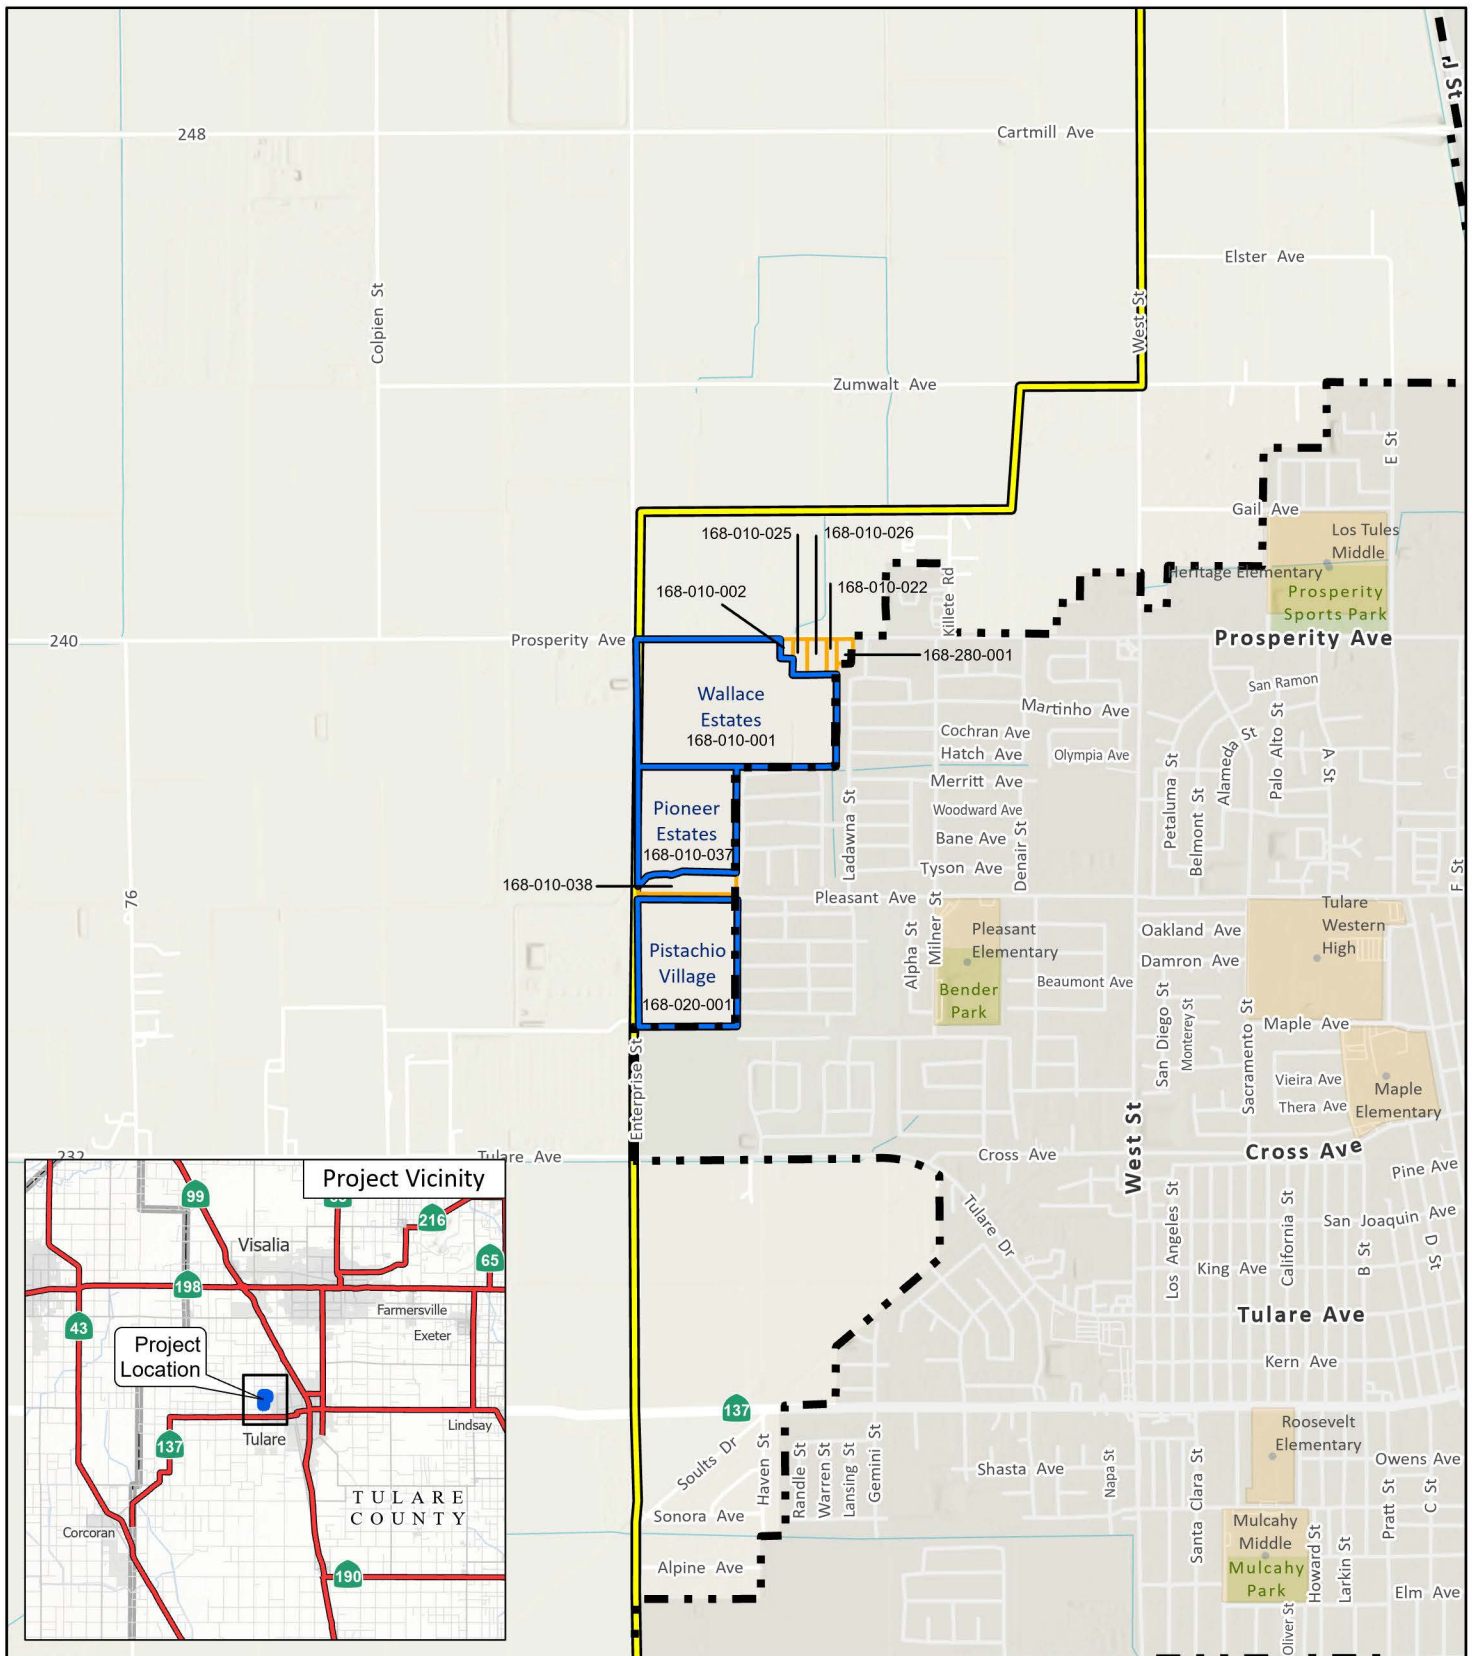 J St
248
Cartmill Ave
Elster Ave
Colpien St
West St
Zumwalt Ave
E St
Gail Ave
168-010-025
168-010-026
Los Tules
Middle
Heritage Elementary
168-010-002
168-010-022
Killete Rd
Prosperity
Sports Park
240
Prosperity Ave
Prosperity Ave
168-280-001
Wallace
Estates
168-010-001
San Ramon
Martinho Ave
Cochran Ave
Hatch Ave
Olympia Ave
Merritt Ave
Woodward Ave
Bane Ave
Tyson Ave
Petaluma St
Belmont St
Alameda St
Palo Alto St
A St
Pioneer
Estates
168-010-037
Ladawna St
Denair St
F St
168-010-038
76
Pleasant Ave
Alpha St
Milner St
Pleasant
Elementary
Bender
Park
Oakland Ave
Damron Ave
Beaumont Ave
Tulare
Western
High
Pistachio
Village
168-020-001
San Diego St
Monterey St
Sacramento St
Maple Ave
Vieira Ave
Thera Ave
Maple
Elementary
Enterprise St
West St
232
Tulare Ave
Cross Ave
Cross Ave
Pine Ave
Tulare Dr
Los Angeles St
California St
San Joaquin Ave
B St
D St
King Ave
Tulare Ave
Kern Ave
137
Roosevelt
Elementary
Soults Dr
Haven St
Randle St
Warren St
Lansing St
Gemini St
Shasta Ave
Napa St
Santa Clara St
Owens Ave
Pratt St
C St
Sonora Ave
Mulcahy
Middle
Mulcahy
Park
Howard St
Larkin St
Alpine Ave
Elm Ave
Oliver St
Project Vicinity
99
216
Visalia
65
198
43
Farmersville
Exeter
Project
Location
Lindsay
Tulare
137
TULARE
COUNTY
Corcoran
190